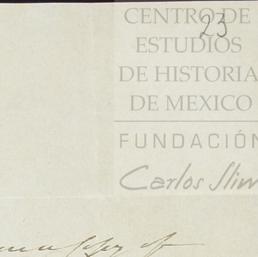 CENTRO DE
23
ESTUDIOS
DE HISTORIA
DE MEXICO
FUNDACIÓN
Carlos Slim